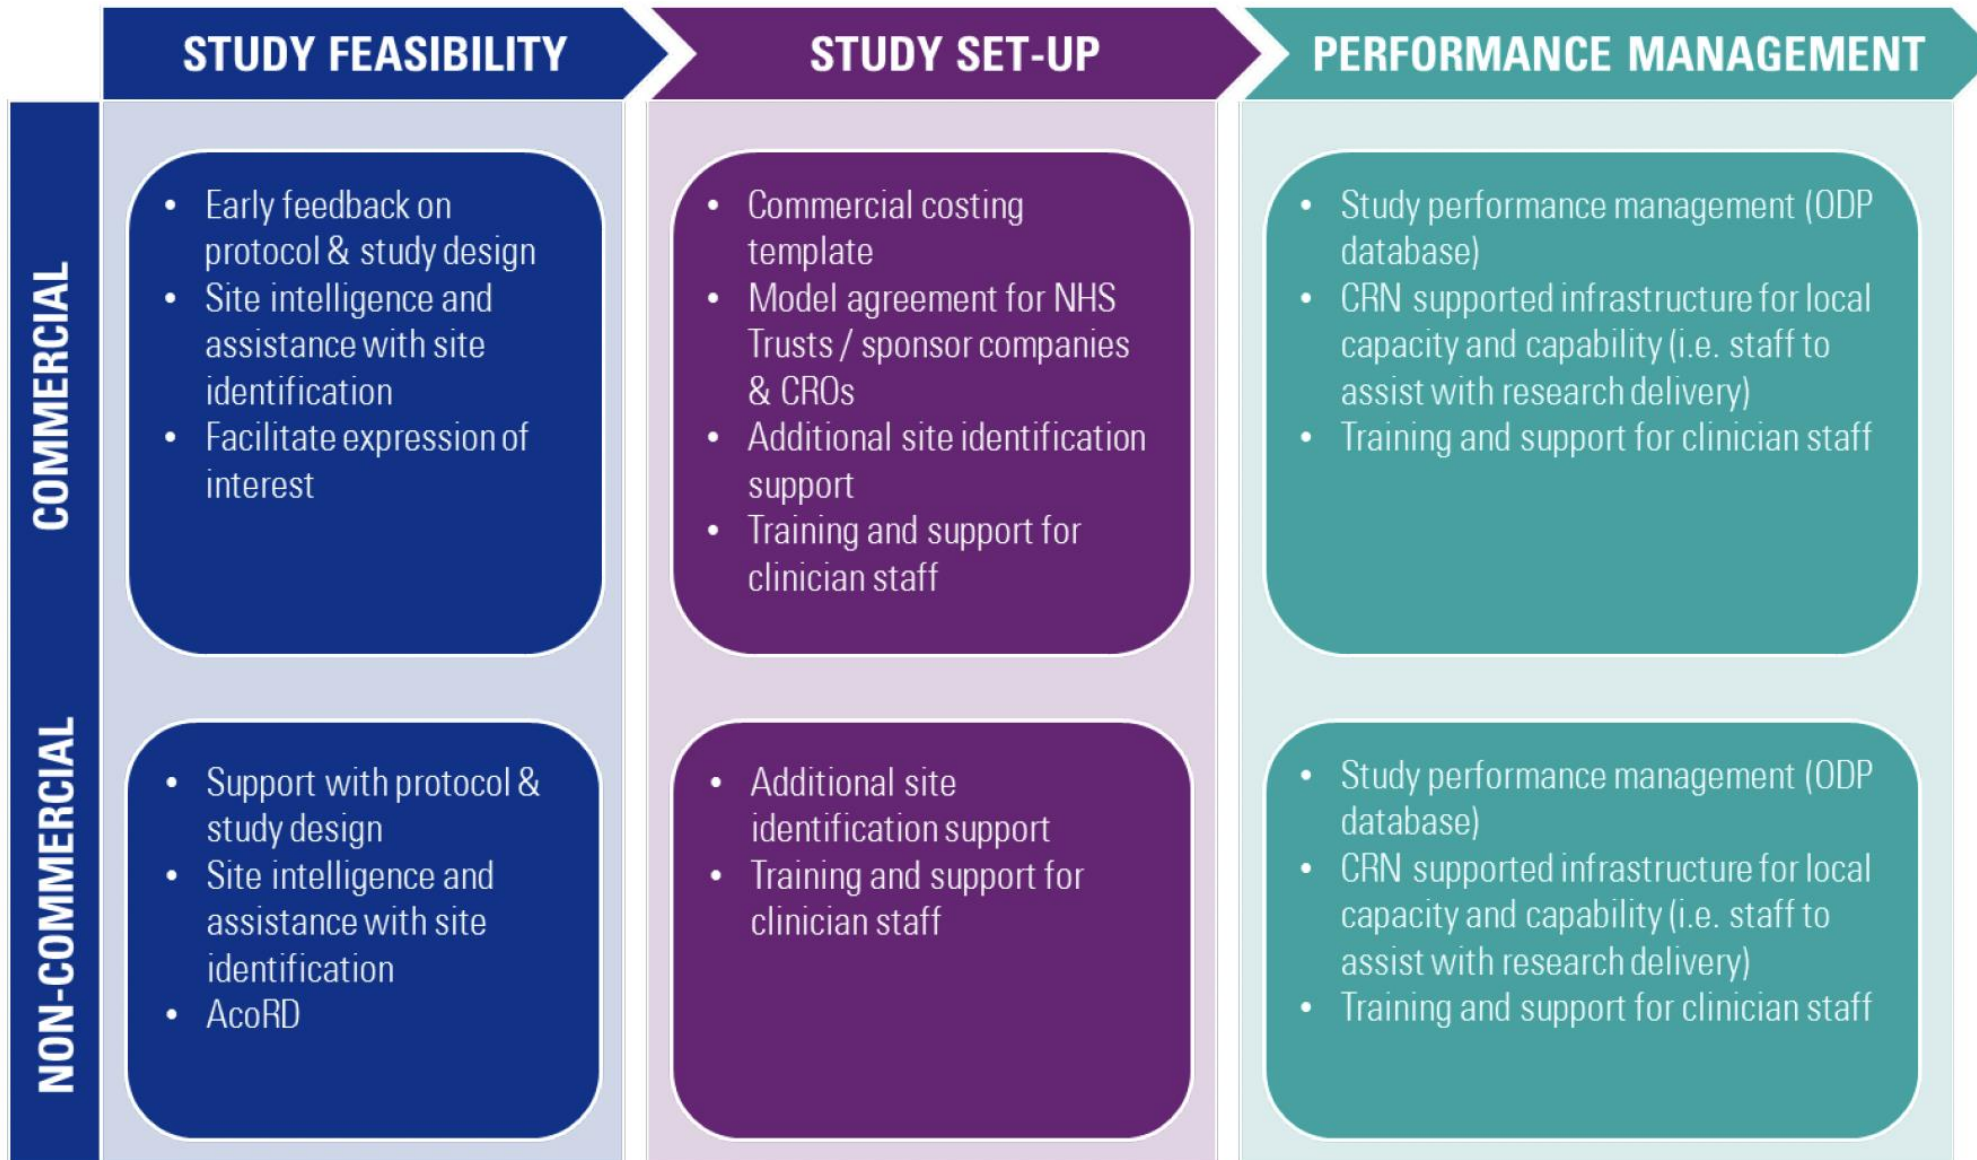 STUDY FEASIBILITY
STUDY SET-UP
PERFORMANCE MANAGEMENT
COMMERCIAL
• Early feedback on
protocol & study design
• Site intelligence and
assistance with site
identification
• Facilitate expression of
interest
• Commercial costing
template
• Model agreement for NHS
Trusts / sponsor companies
& CROs
• Additional site identification
support
• Training and support for
clinician staff
• Study performance management (ODP
database)
• CRN supported infrastructure for local
capacity and capability (i.e. staff to
assist with research delivery)
• Training and support for clinician staff
NON-COMMERCIAL
• Support with protocol &
study design
• Site intelligence and
assistance with site
identification
• AcoRD
• Additional site
identification support
• Training and support for
clinician staff
• Study performance management (ODP
database)
• CRN supported infrastructure for local
capacity and capability (i.e. staff to
assist with research delivery)
• Training and support for clinician staff